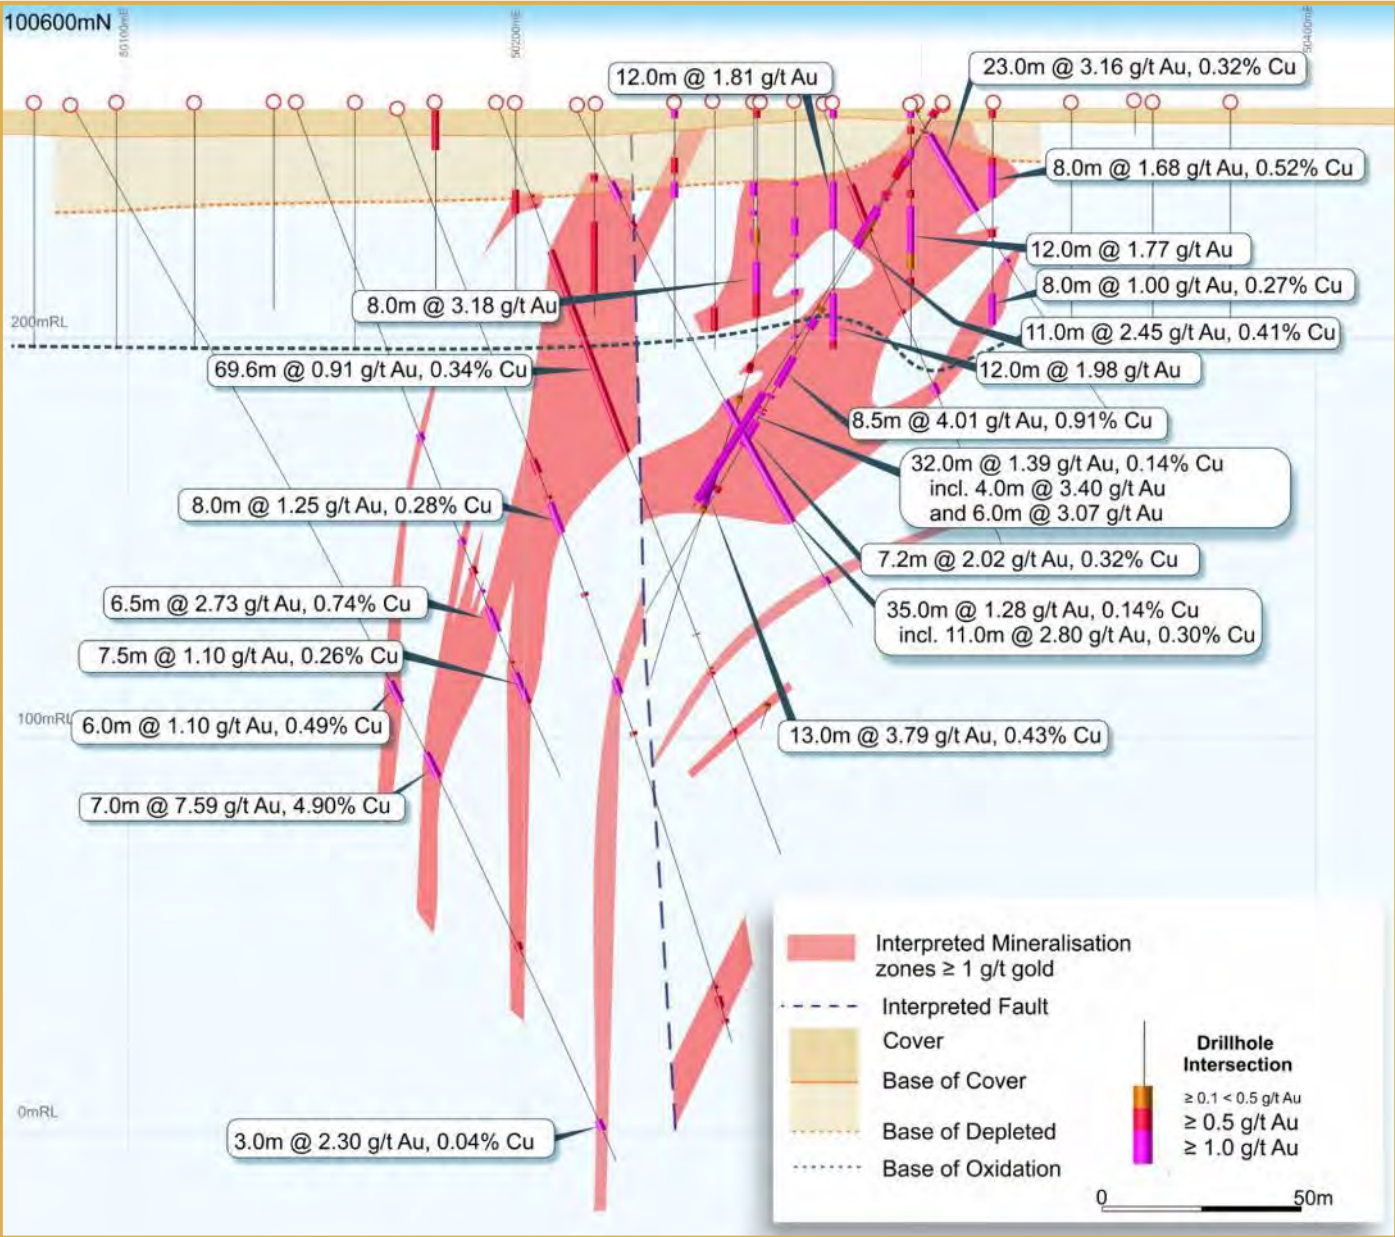 100600mN
50100mE
50200mE
50400mE
12.0m @ 1.81 g/t Au
23.0m @ 3.16 g/t Au, 0.32% Cu
8.0m @ 1.68 g/t Au, 0.52% Cu
12.0m @ 1.77 g/t Au
8.0m @ 1.00 g/t Au, 0.27% Cu
8.0m @ 3.18 g/t Au
200mRL
11.0m @ 2.45 g/t Au, 0.41% Cu
69.6m @ 0.91 g/t Au, 0.34% Cu
12.0m @ 1.98 g/t Au
8.5m @ 4.01 g/t Au, 0.91% Cu
32.0m @ 1.39 g/t Au, 0.14% Cu
incl. 4.0m @ 3.40 g/t Au
and 6.0m @ 3.07 g/t Au
8.0m @ 1.25 g/t Au, 0.28% Cu
7.2m @ 2.02 g/t Au, 0.32% Cu
6.5m @ 2.73 g/t Au, 0.74% Cu
35.0m @ 1.28 g/t Au, 0.14% Cu
incl. 11.0m @ 2.80 g/t Au, 0.30% Cu
7.5m @ 1.10 g/t Au, 0.26% Cu
100mRL
6.0m @ 1.10 g/t Au, 0.49% Cu
13.0m @ 3.79 g/t Au, 0.43% Cu
7.0m @ 7.59 g/t Au, 4.90% Cu
0mRL
3.0m @ 2.30 g/t Au, 0.04% Cu
Interpreted Mineralisation
zones ≥ 1 g/t gold
Interpreted Fault
Cover
Base of Cover
Base of Depleted
Base of Oxidation
Drillhole
Intersection
≥ 0.1 < 0.5 g/t Au
≥ 0.5 g/t Au
≥ 1.0 g/t Au
0 50m